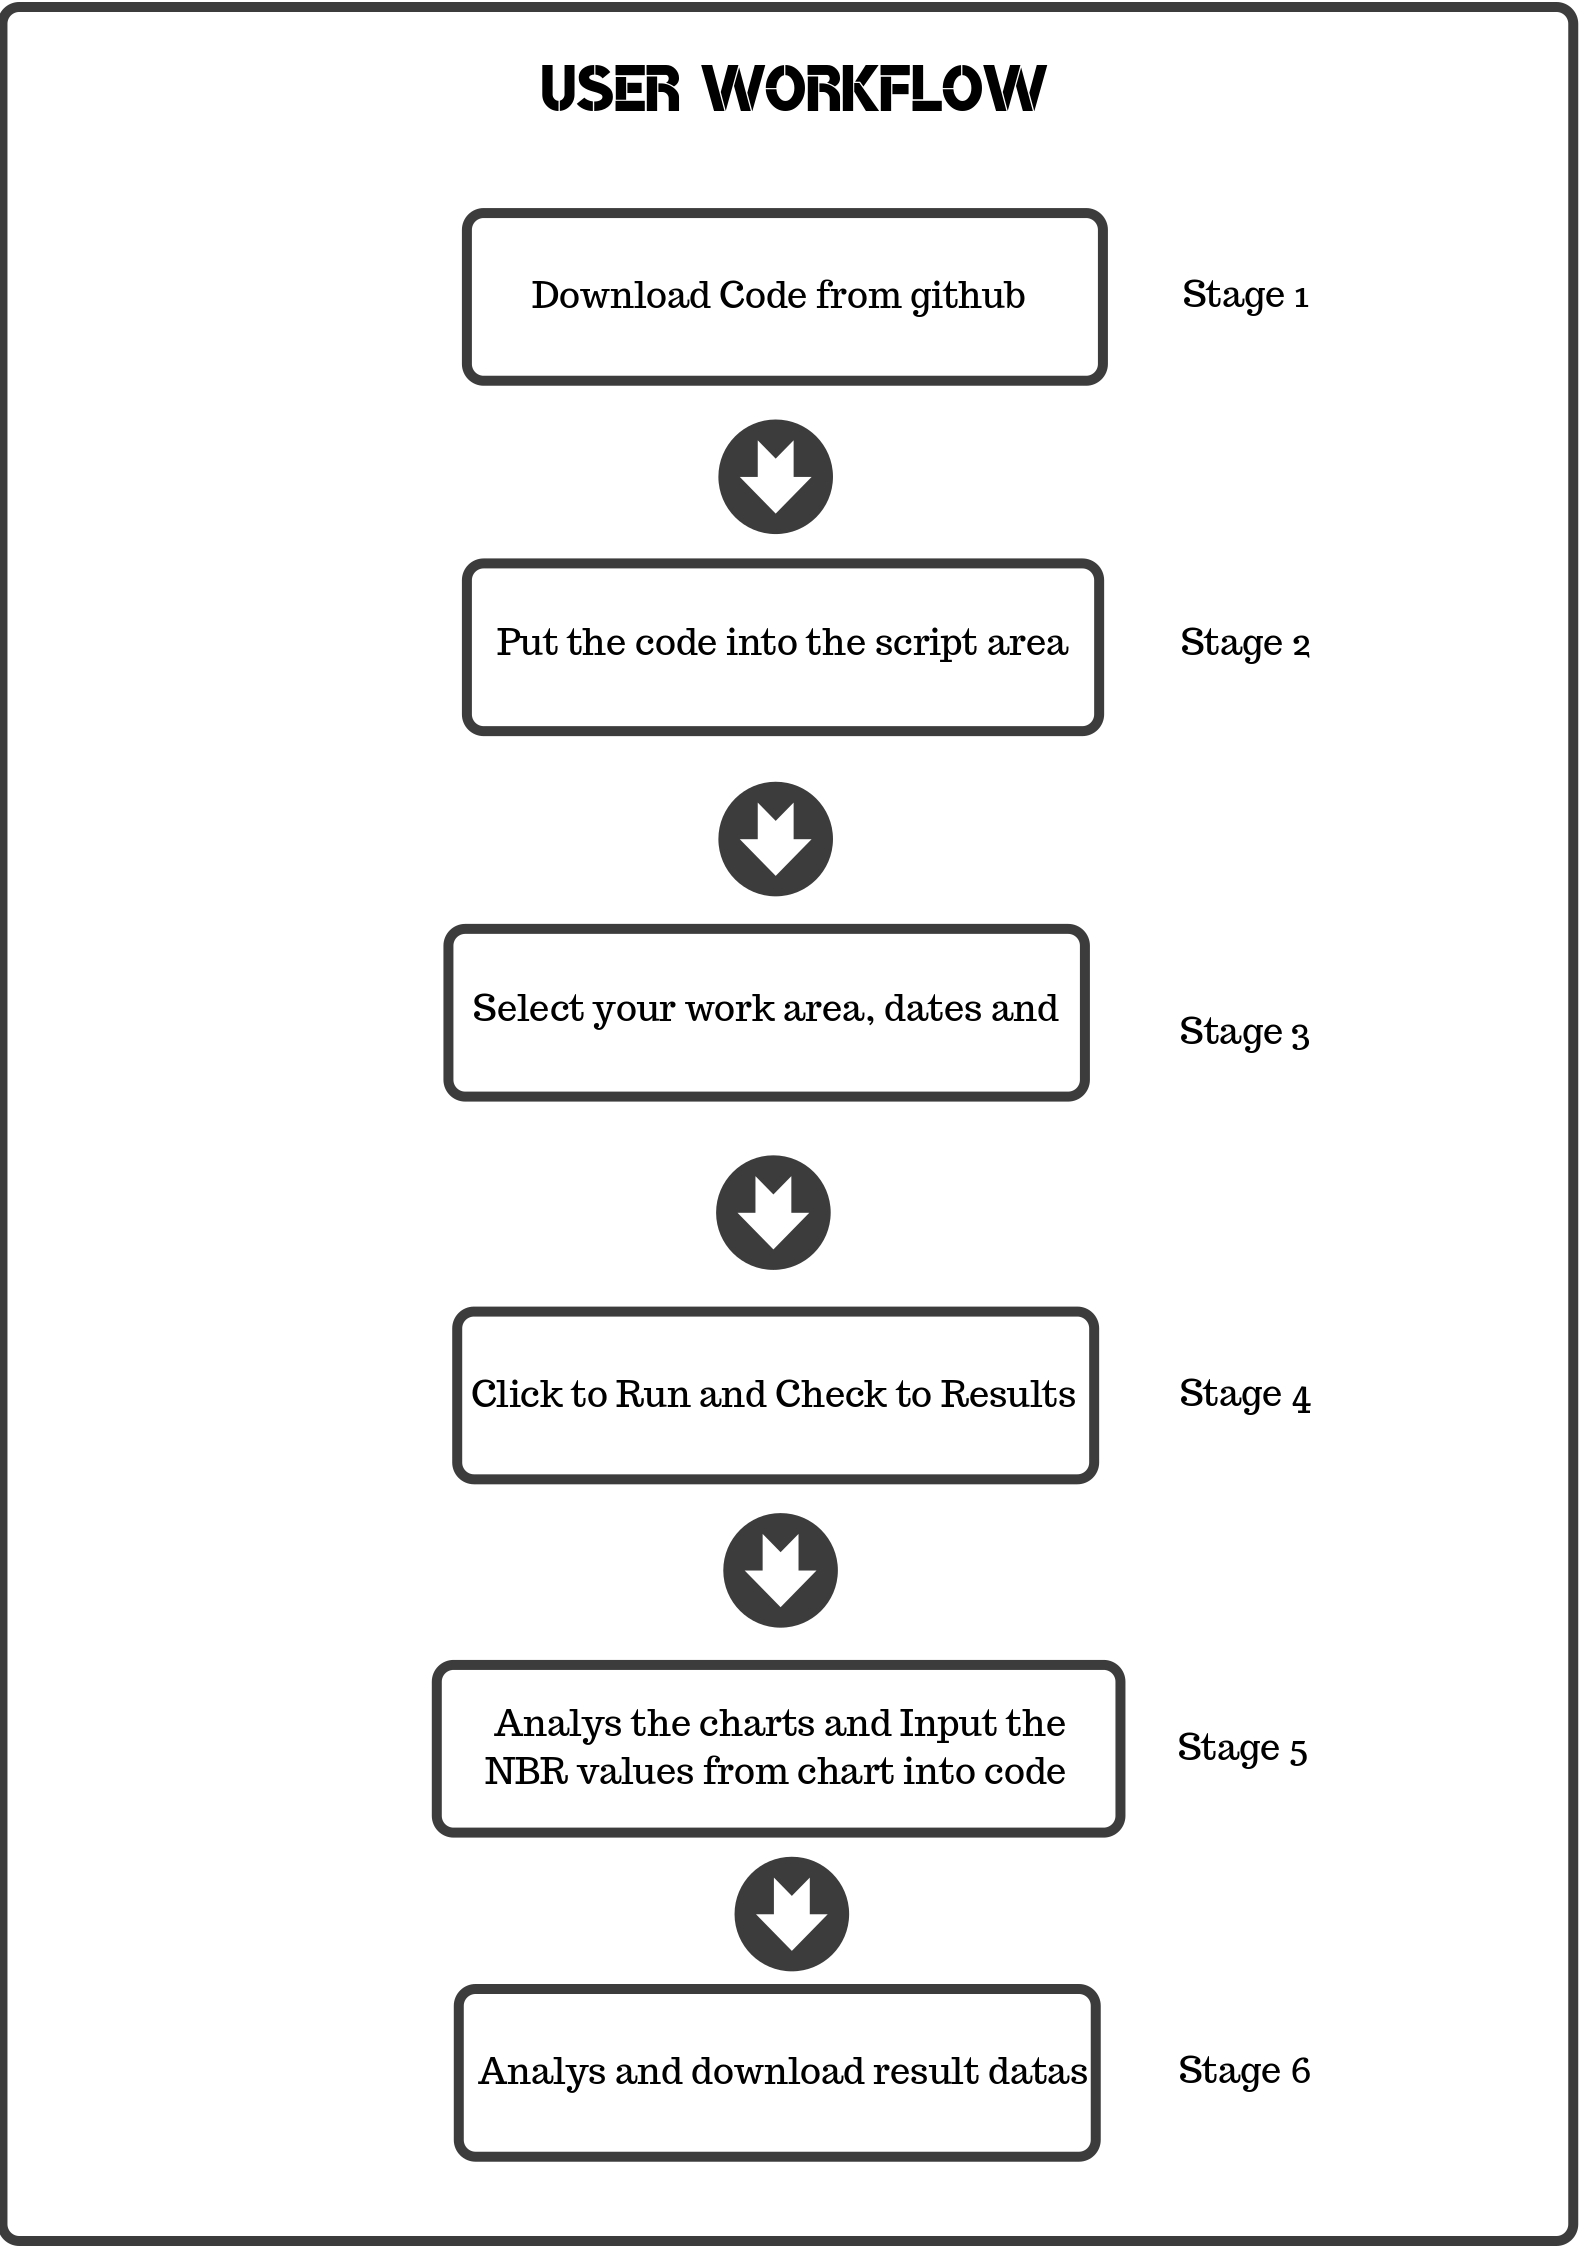 USER WORKFLOW
Download Code from github
Stage 1
Put the code into the script area
Stage 2
Select your work area, dates and
Stage 3
Click to Run and Check to Results
Stage 4
Analys the charts and Input the
NBR values from chart into code
Stage 5
Analys and download result datas
Stage 6